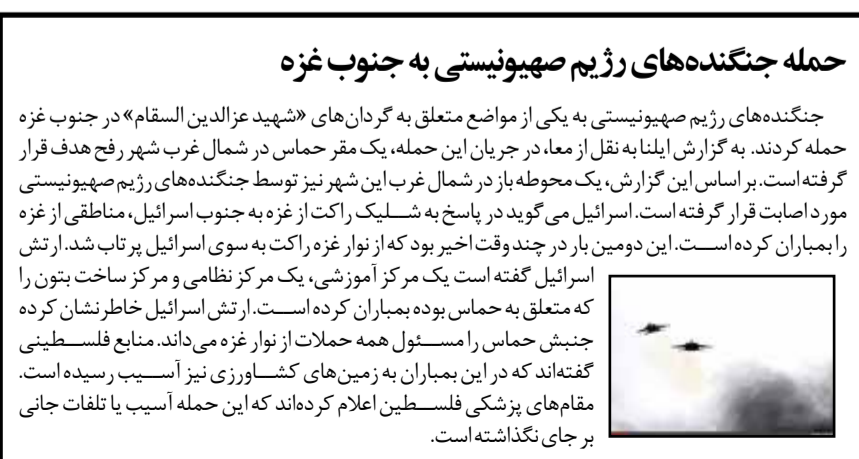 حمله جنگنده‌های رژیم صهیونیستی به جنوب غزه
جنگنده‌های رژیم صهیونیستی به یکی از مواضع متعلق به گردان‌های «شهید عزالدین السقام» در جنوب غزه
حمله کردند. به گزارش ایلنا به نقل از معا، در جریان این حمله، یک مقر حماس در شمال غرب شهر رفح هدف قرار
گرفته است. بر اساس این گزارش، یک محوطه باز در شمال غرب این شهر نیز توسط جنگنده‌های رژیم صهیونیستی
مورد اصابت قرار گرفته است. اسرائیل می گوید در پاسخ به شلیک راکت از غزه به جنوب اسرائیل، مناطقی از غزه
را بمباران کرده است. این دومین بار در چند وقت اخیر بود که از نوار غزه راکت به سوی اسرائیل پرتاب شد. ارتش
اسرائیل گفته است یک مرکز آموزشی، یک مرکز نظامی و مرکز ساخت بتون را
که متعلق به حماس بوده بمباران کرده است. ارتش اسرائیل خاطرنشان کرده
جنبش حماس را مسئول همه حملات از نوار غزه می‌داند. منابع فلسطینی
گفته‌اند که در این بمباران به زمین‌های کشاورزی نیز آسیب رسیده است.
مقام‌های پزشکی فلسطین اعلام کرده‌اند که این حمله آسیب یا تلفات جانی
بر جای نگذاشته است.